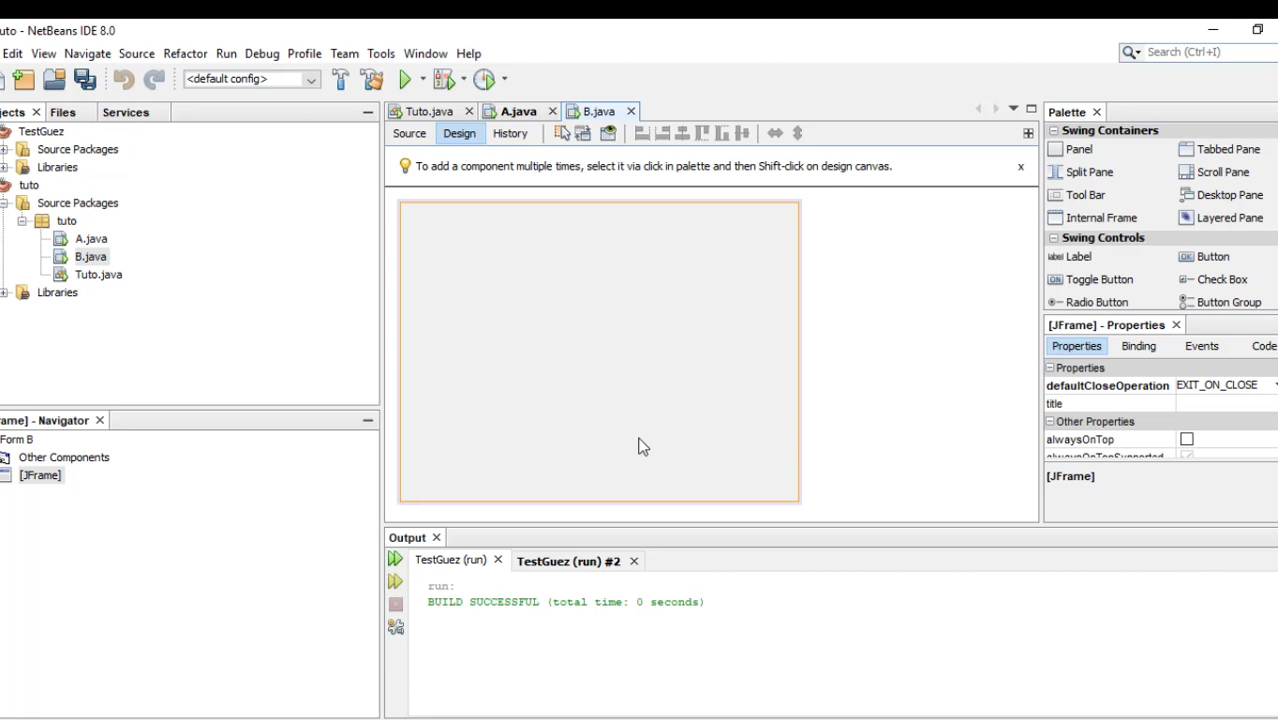 uto - NetBeans IDE 8.0
Edit View Navigate Source Refactor Run Debug Profile Team Tools Window Help
Search (Ctrl+I)
<default config>
jects Files Services
TestGuez
Source Packages
Libraries
tuto
Source Packages
tuto
A.java
B.java
Tuto.java
Libraries
Tuto.java A.java B.java
Source Design History
To add a component multiple times, select it via click in palette and then Shift-click on design canvas. x
Palette
Swing Containers
Panel Tabbed Pane
Split Pane Scroll Pane
Tool Bar Desktop Pane
Internal Frame Layered Pane
Swing Controls
label Label OK Button
ON Toggle Button Check Box
Radio Button Button Group
[JFrame] - Properties
Properties Binding Events Code
Properties
defaultCloseOperation EXIT_ON_CLOSE
title
Other Properties
alwaysOnTop
alwaysOnTopSupported
[JFrame]
rame] - Navigator
Form B
Other Components
[JFrame]
Output
TestGuez (run) TestGuez (run) #2
run:
BUILD SUCCESSFUL (total time: 0 seconds)